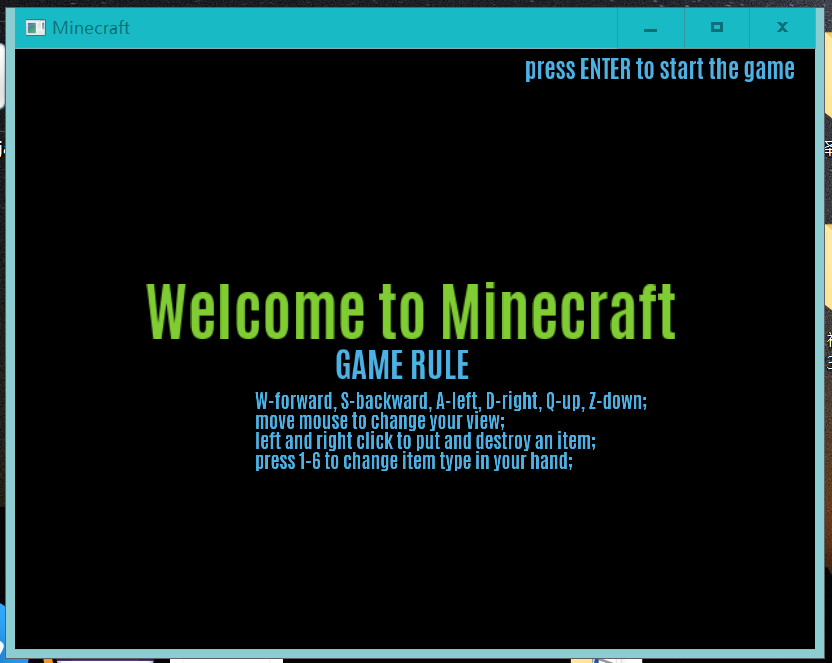 Minecraft
press ENTER to start the game
Welcome to Minecraft
GAME RULE
W-forward, S-backward, A-left, D-right, Q-up, Z-down;
move mouse to change your view;
left and right click to put and destroy an item;
press 1-6 to change item type in your hand;